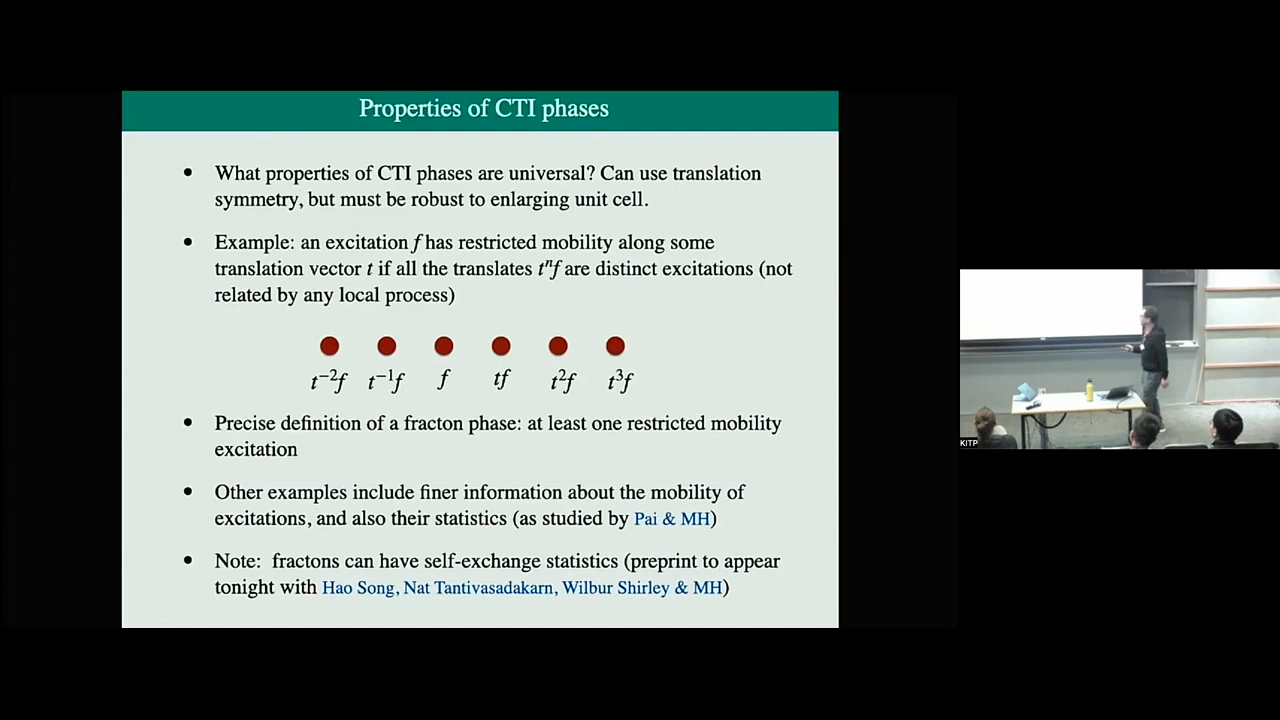 Properties of CTI phases
• What properties of CTI phases are universal? Can use translation
symmetry, but must be robust to enlarging unit cell.
• Example: an excitation f has restricted mobility along some
translation vector t if all the translates tⁿf are distinct excitations (not
related by any local process)
t⁻²f t⁻¹f f tf t²f t³f
• Precise definition of a fracton phase: at least one restricted mobility
excitation
• Other examples include finer information about the mobility of
excitations, and also their statistics (as studied by Pai & MH)
• Note: fractons can have self-exchange statistics (preprint to appear
tonight with Hao Song, Nat Tantivasadakarn, Wilbur Shirley & MH)
KITP